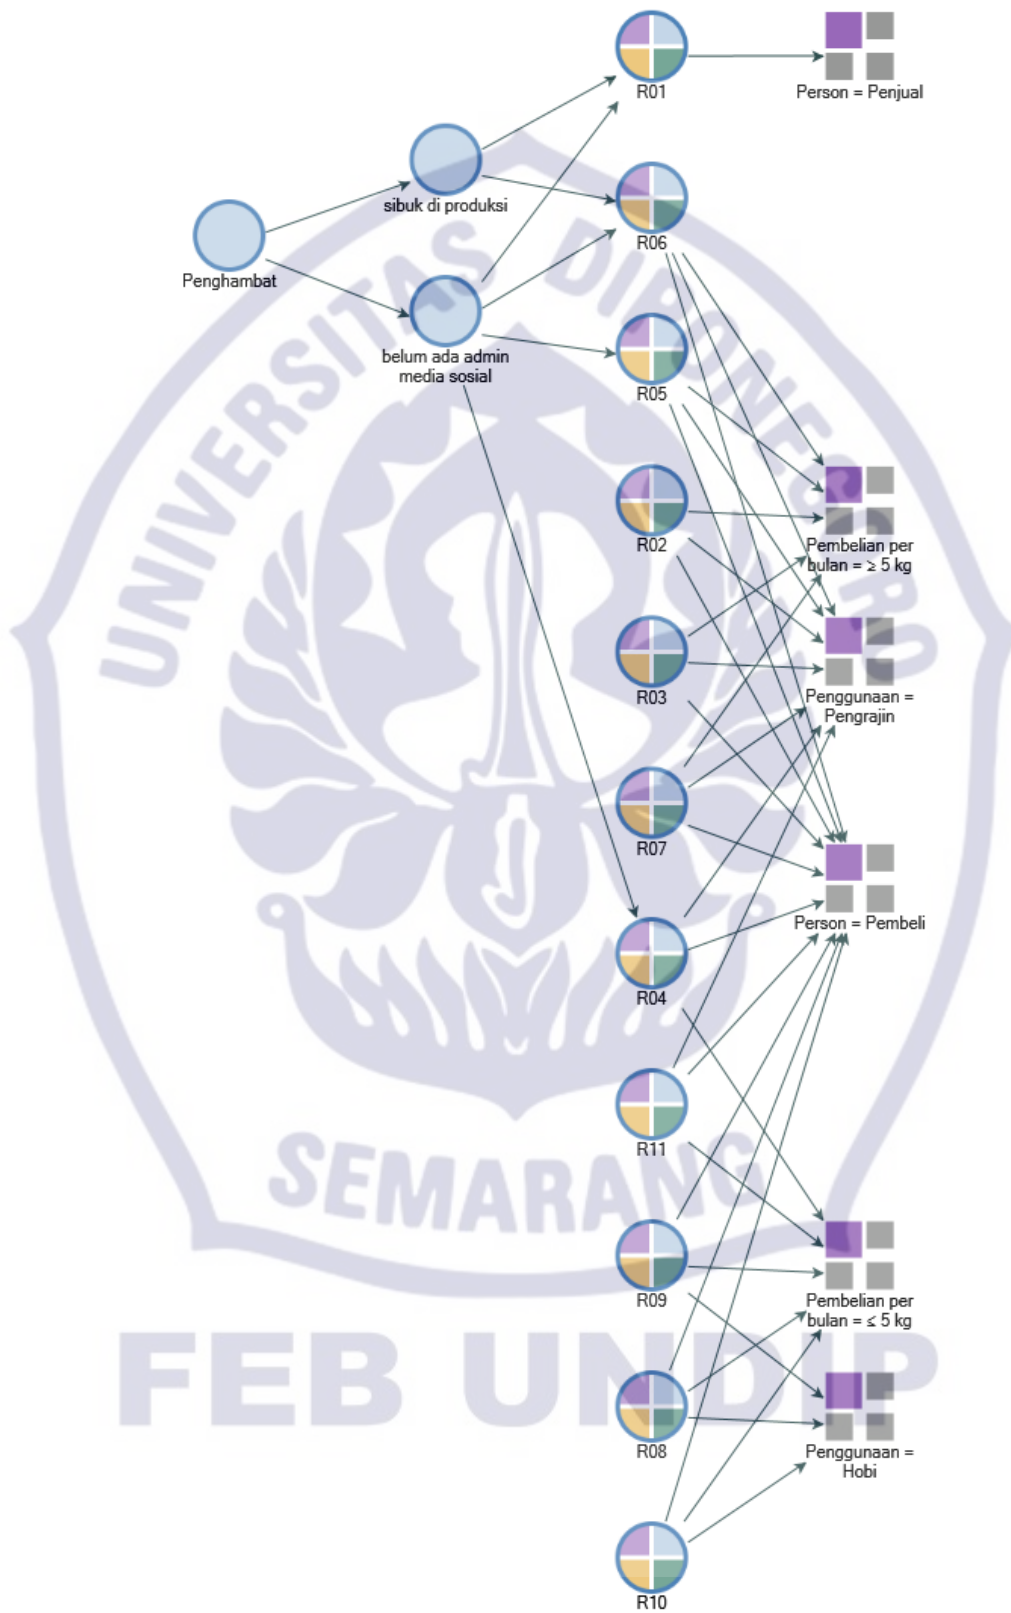 R01
Person = Penjual
sibuk di produksi
Penghambat
R06
belum ada admin
media sosial
R05
R02
Pembelian per
bulan = ≥ 5 kg
R03
Penggunaan =
Pengrajin
R07
Person = Pembeli
R04
R11
R09
Pembelian per
bulan = ≤ 5 kg
R08
Penggunaan =
Hobi
R10
UNIVERSITAS DIPONEGORO
SEMARANG
FEB UNDIP